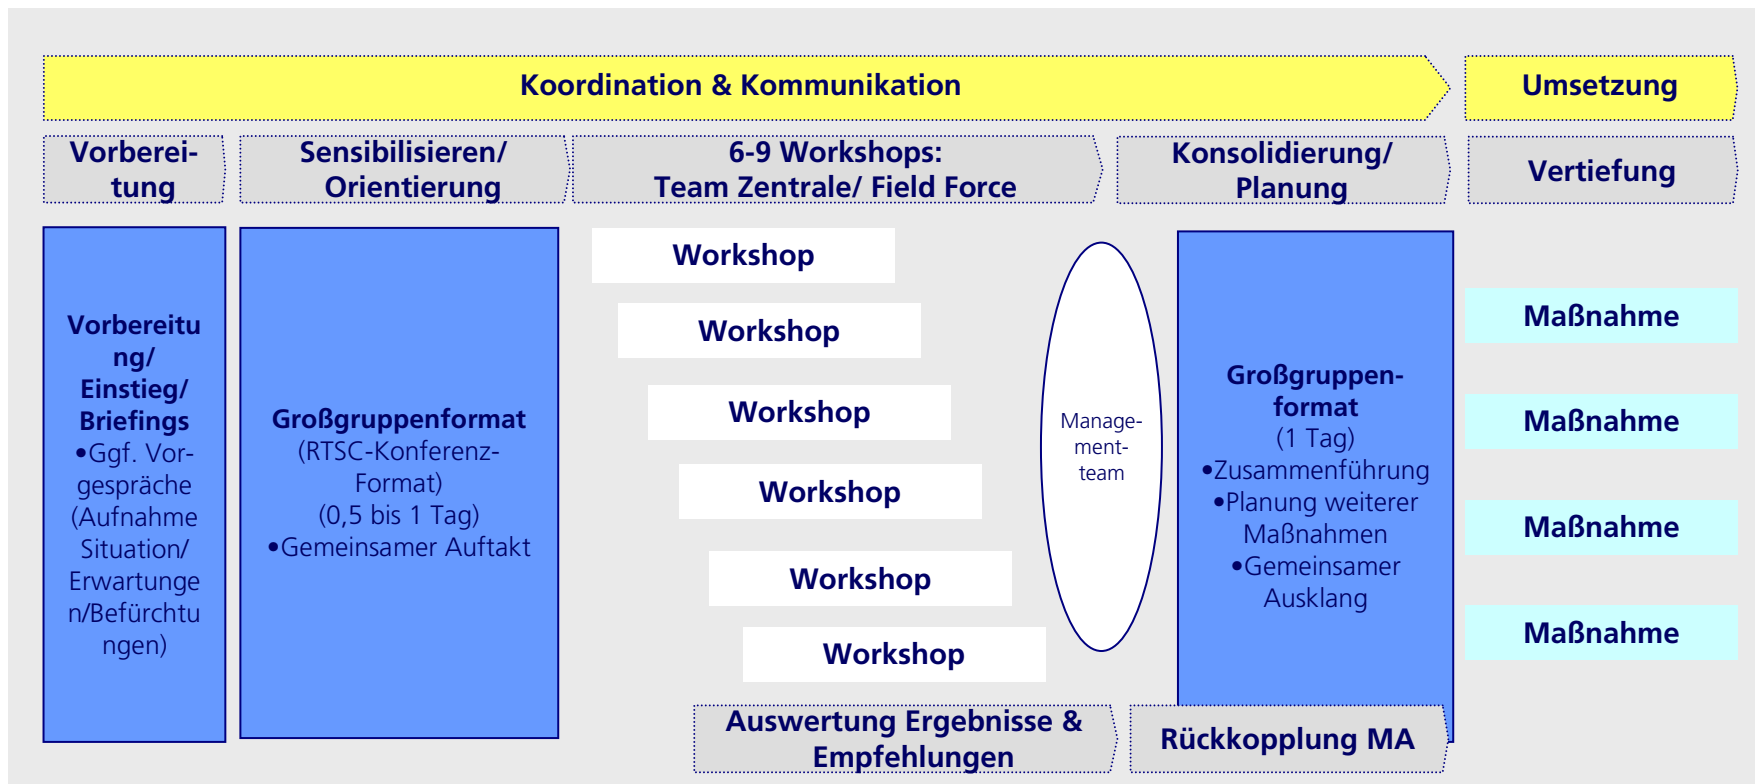 Koordination & Kommunikation
Umsetzung
Vorberei-
tung
Sensibilisieren/
Orientierung
6-9 Workshops:
Team Zentrale/ Field Force
Konsolidierung/
Planung
Vertiefung
Vorbereitu
ng/
Einstieg/
Briefings
•Ggf. Vor-
gespräche
(Aufnahme
Situation/
Erwartunge
n/Befürchtu
ngen)
Großgruppenformat
(RTSC-Konferenz-
Format)
(0,5 bis 1 Tag)
•Gemeinsamer Auftakt
Workshop
Workshop
Workshop
Workshop
Workshop
Workshop
Manage-
ment-
team
Großgruppen-
format
(1 Tag)
•Zusammenführung
•Planung weiterer
Maßnahmen
•Gemeinsamer
Ausklang
Maßnahme
Maßnahme
Maßnahme
Maßnahme
Auswertung Ergebnisse &
Empfehlungen
Rückkopplung MA